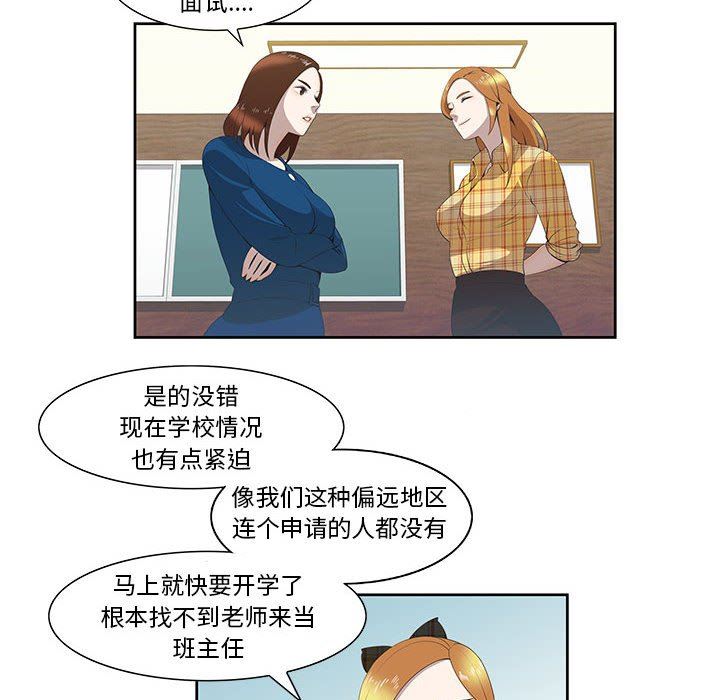 面试....
是的没错
现在学校情况
也有点紧迫
像我们这种偏远地区
连个申请的人都没有
马上就快要开学了
根本找不到老师来当
班主任